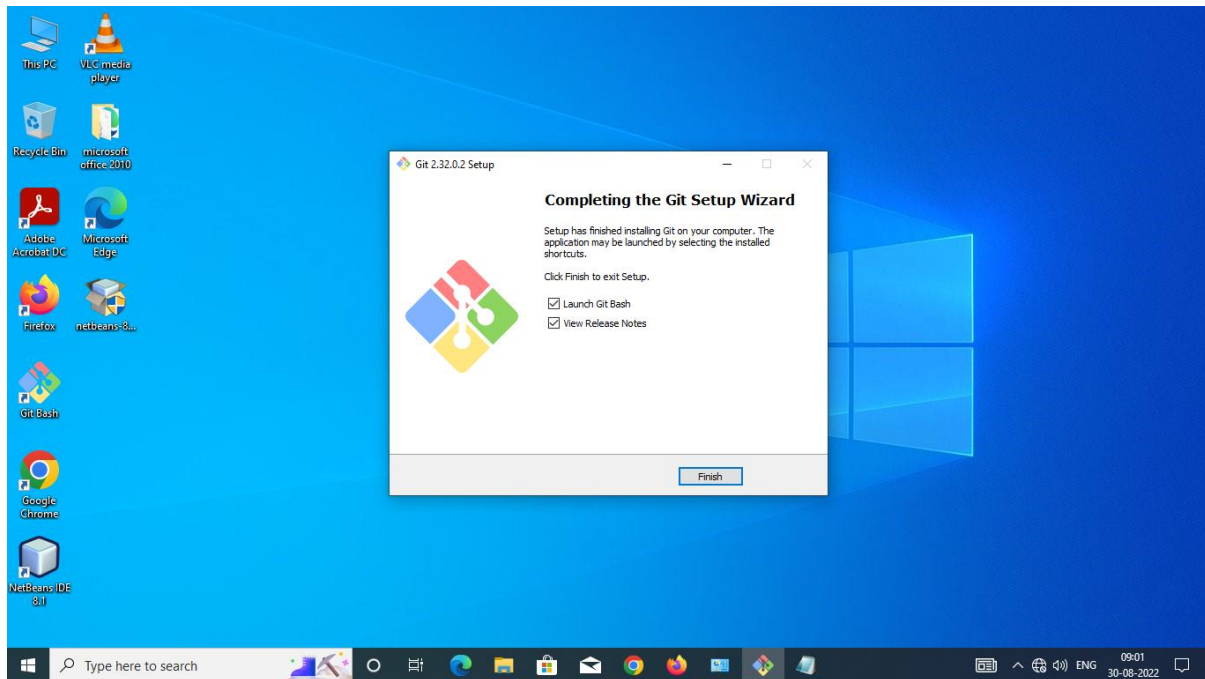 This PC
VLC media
player
Recycle Bin
microsoft
office 2010
Adobe
Acrobat DC
Microsoft
Edge
Firefox
netbeans-8...
Git Bash
Google
Chrome
NetBeans IDE
8.1
Git 2.32.0.2 Setup
Completing the Git Setup Wizard
Setup has finished installing Git on your computer. The
application may be launched by selecting the installed
shortcuts.
Click Finish to exit Setup.
Launch Git Bash
View Release Notes
Finish
Type here to search
ENG
09:01
30-08-2022